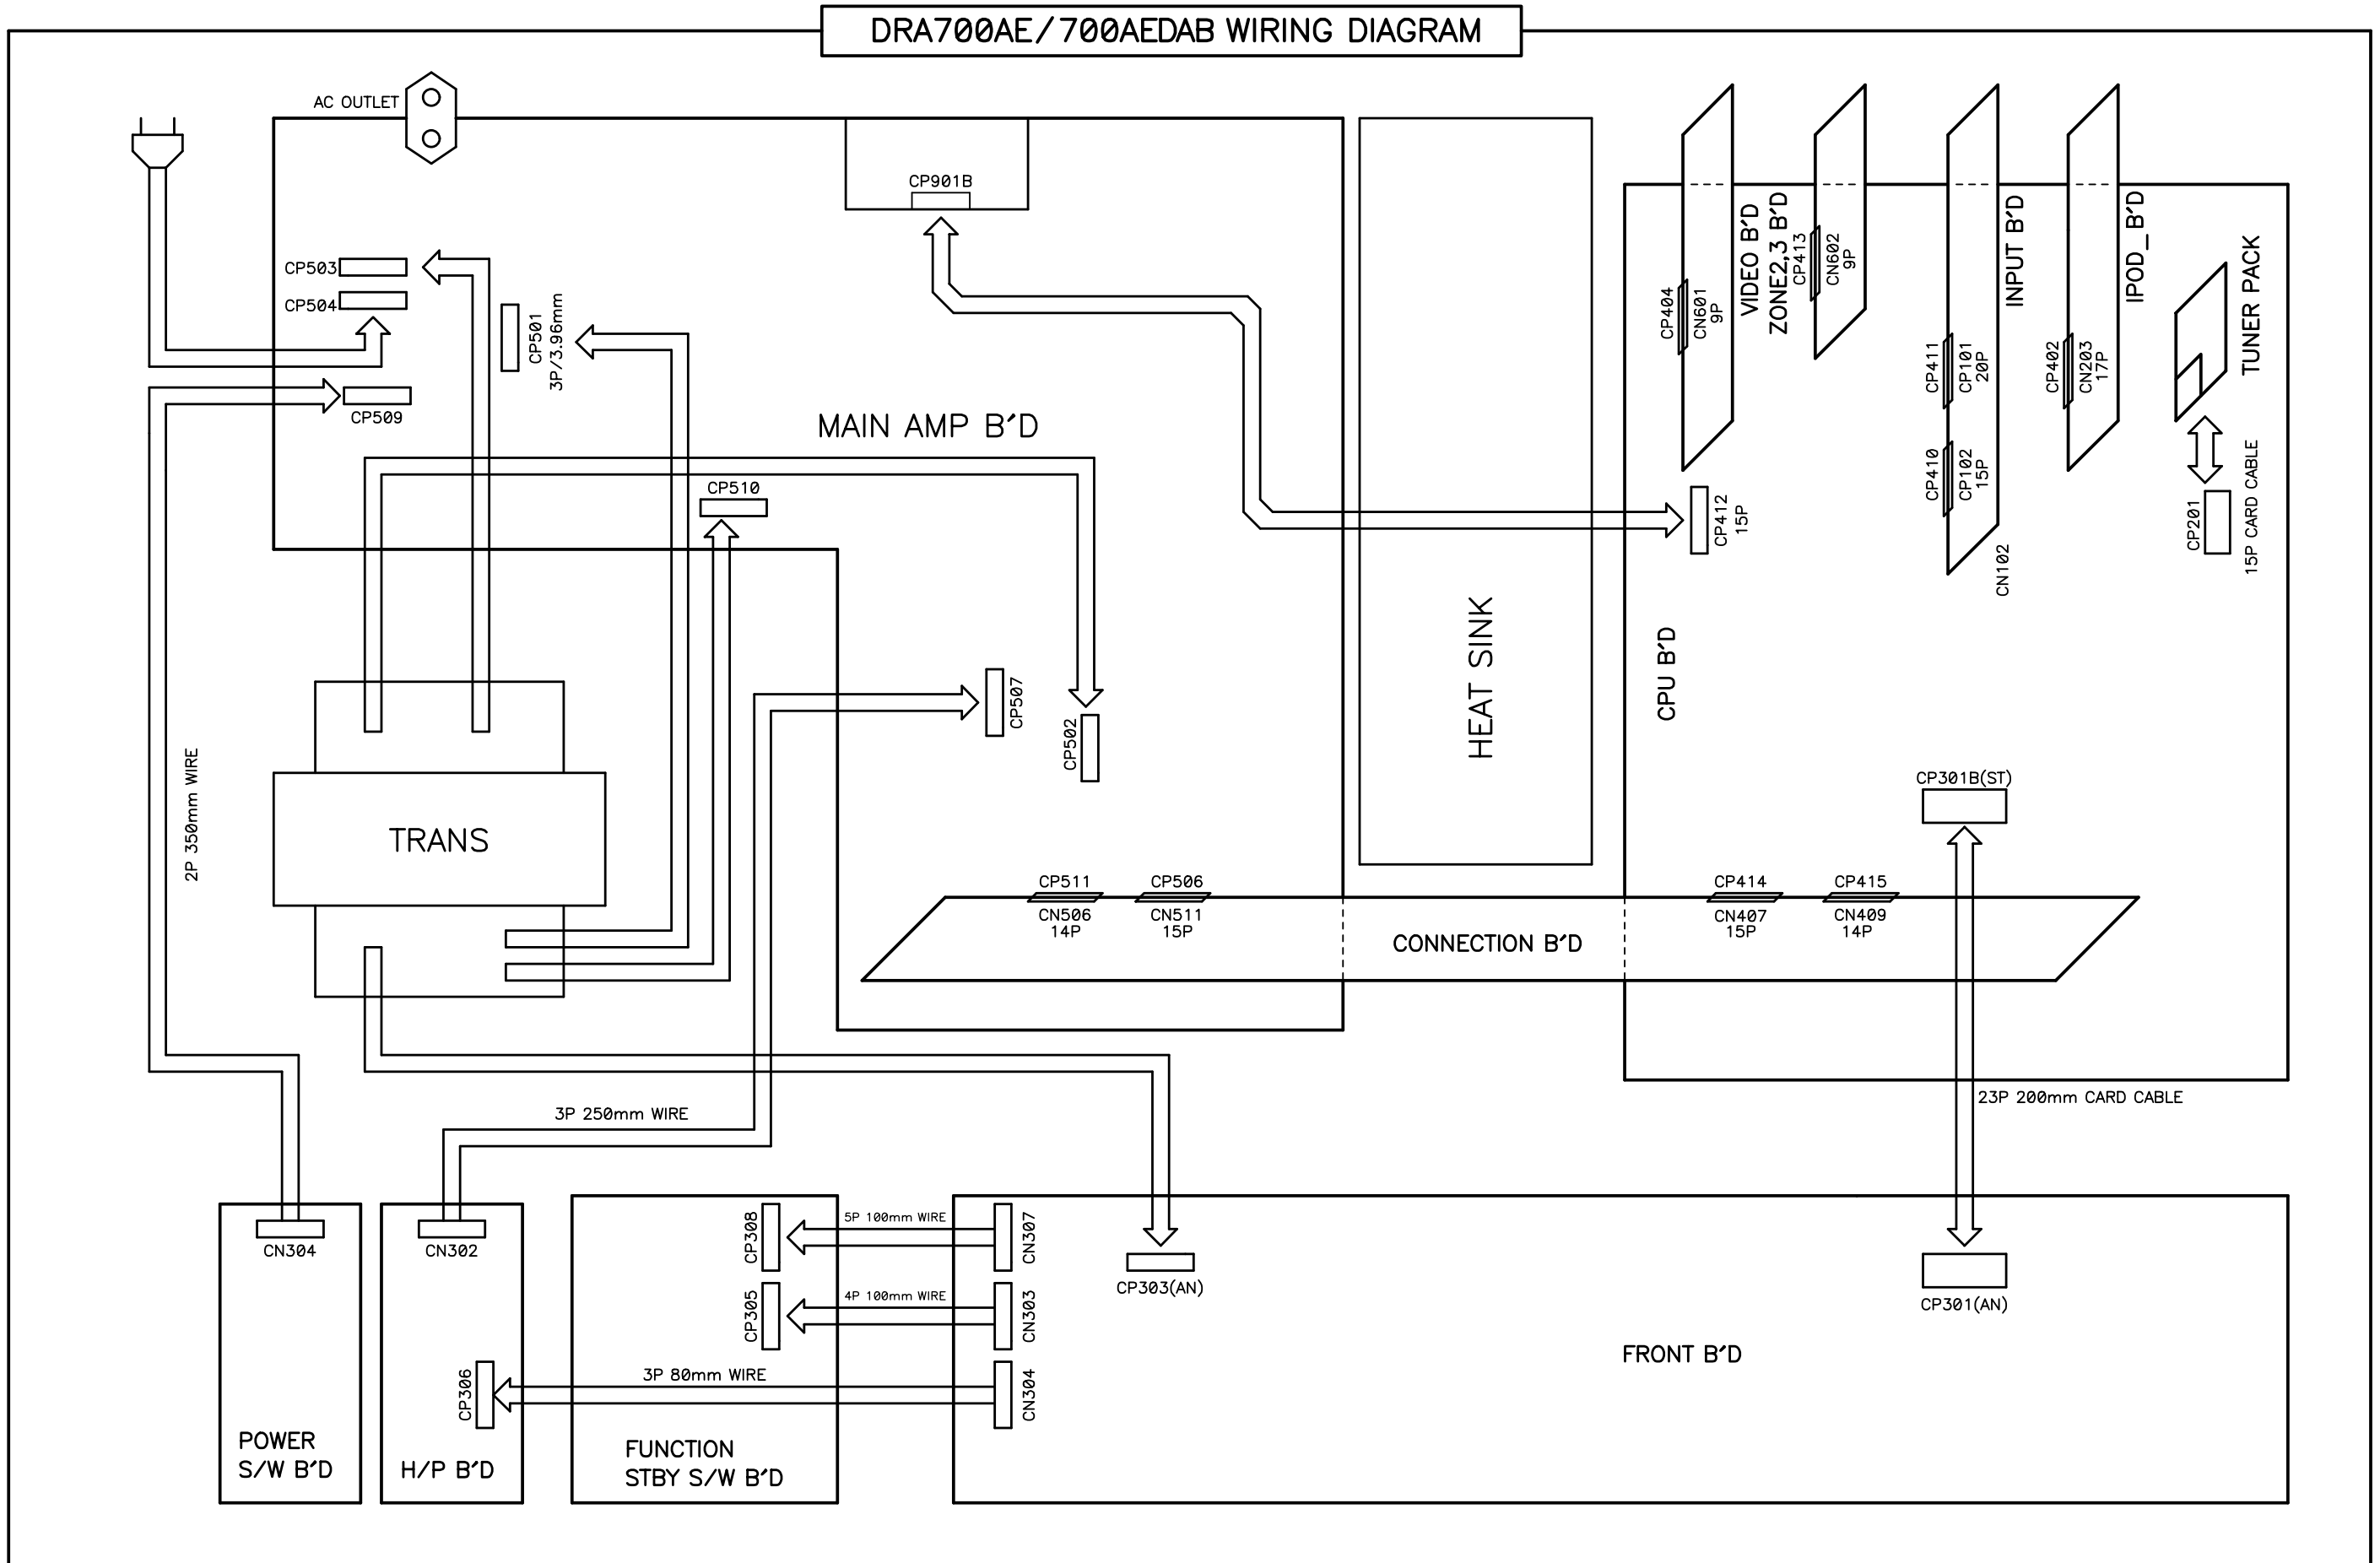 DRA700AE/700AEDAB WIRING DIAGRAM
AC OUTLET
CP901B
CP503
CP504
CP501
3P/3.96mm
CP509
MAIN AMP B'D
CP510
CP507
CP502
TRANS
2P 350mm WIRE
HEAT SINK
CP404
CN601
9P
VIDEO B'D
ZONE2,3 B'D
CP413
CN602
9P
CP411
CP101
20P
INPUT B'D
CP410
CP102
15P
CN102
CP402
CN203
17P
IPOD_B'D
TUNER PACK
CP201
15P CARD CABLE
CP412
15P
CPU B'D
CP301B(ST)
CP511
CN506
14P
CP506
CN511
15P
CONNECTION B'D
CP414
CN407
15P
CP415
CN409
14P
23P 200mm CARD CABLE
3P 250mm WIRE
CN304
POWER
S/W B'D
CN302
CP306
H/P B'D
CP308
5P 100mm WIRE
CN307
CP305
4P 100mm WIRE
CN303
3P 80mm WIRE
CN304
FUNCTION
STBY S/W B'D
CP303(AN)
CP301(AN)
FRONT B'D